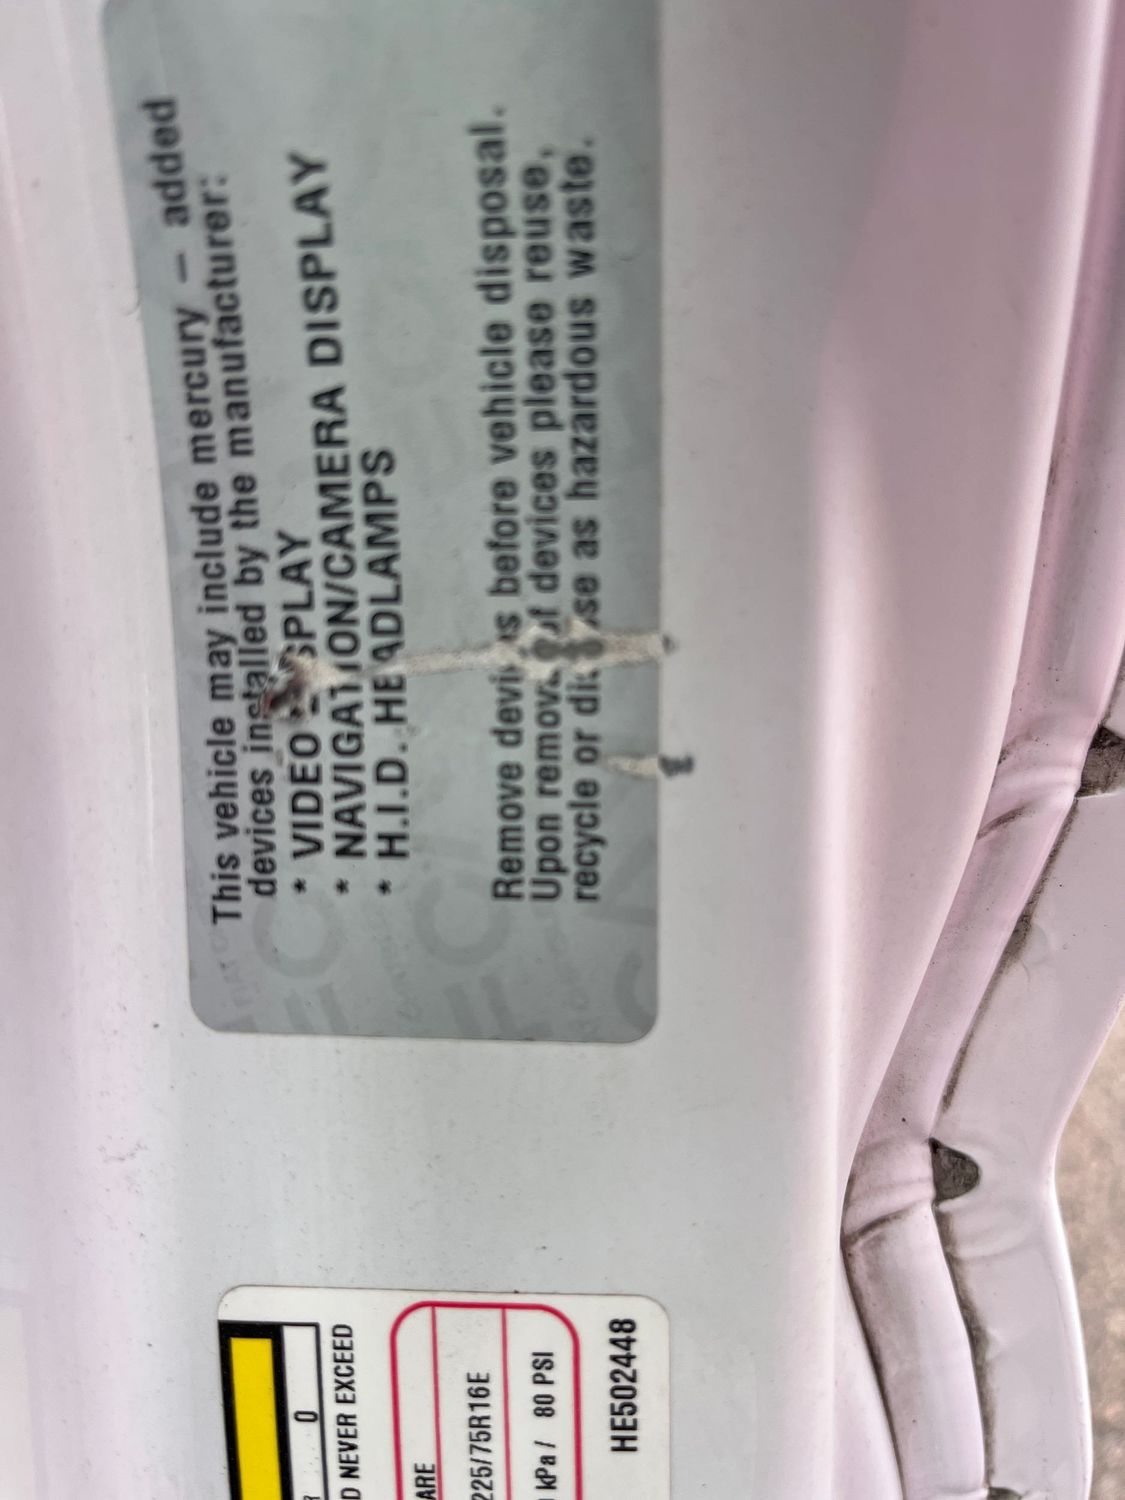 This vehicle may include mercury – added
devices installed by the manufacturer:
* VIDEO DISPLAY
* NAVIGATION/CAMERA DISPLAY
* H.I.D. HEADLAMPS
Remove devices before vehicle disposal.
Upon removal of devices please reuse,
recycle or dispose as hazardous waste.
0
D NEVER EXCEED
ARE
225/75R16E
kPa / 80 PSI
HE502448